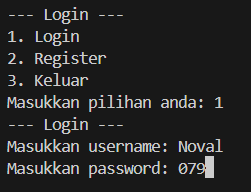 --- Login ---
1. Login
2. Register
3. Keluar
Masukkan pilihan anda: 1
--- Login ---
Masukkan username: Noval
Masukkan password: 079